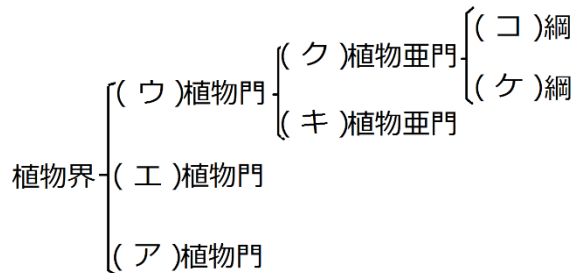 ( コ )綱
( ク )植物亜門
( ケ )綱
( ウ )植物門
( キ )植物亜門
植物界
( エ )植物門
( ア )植物門